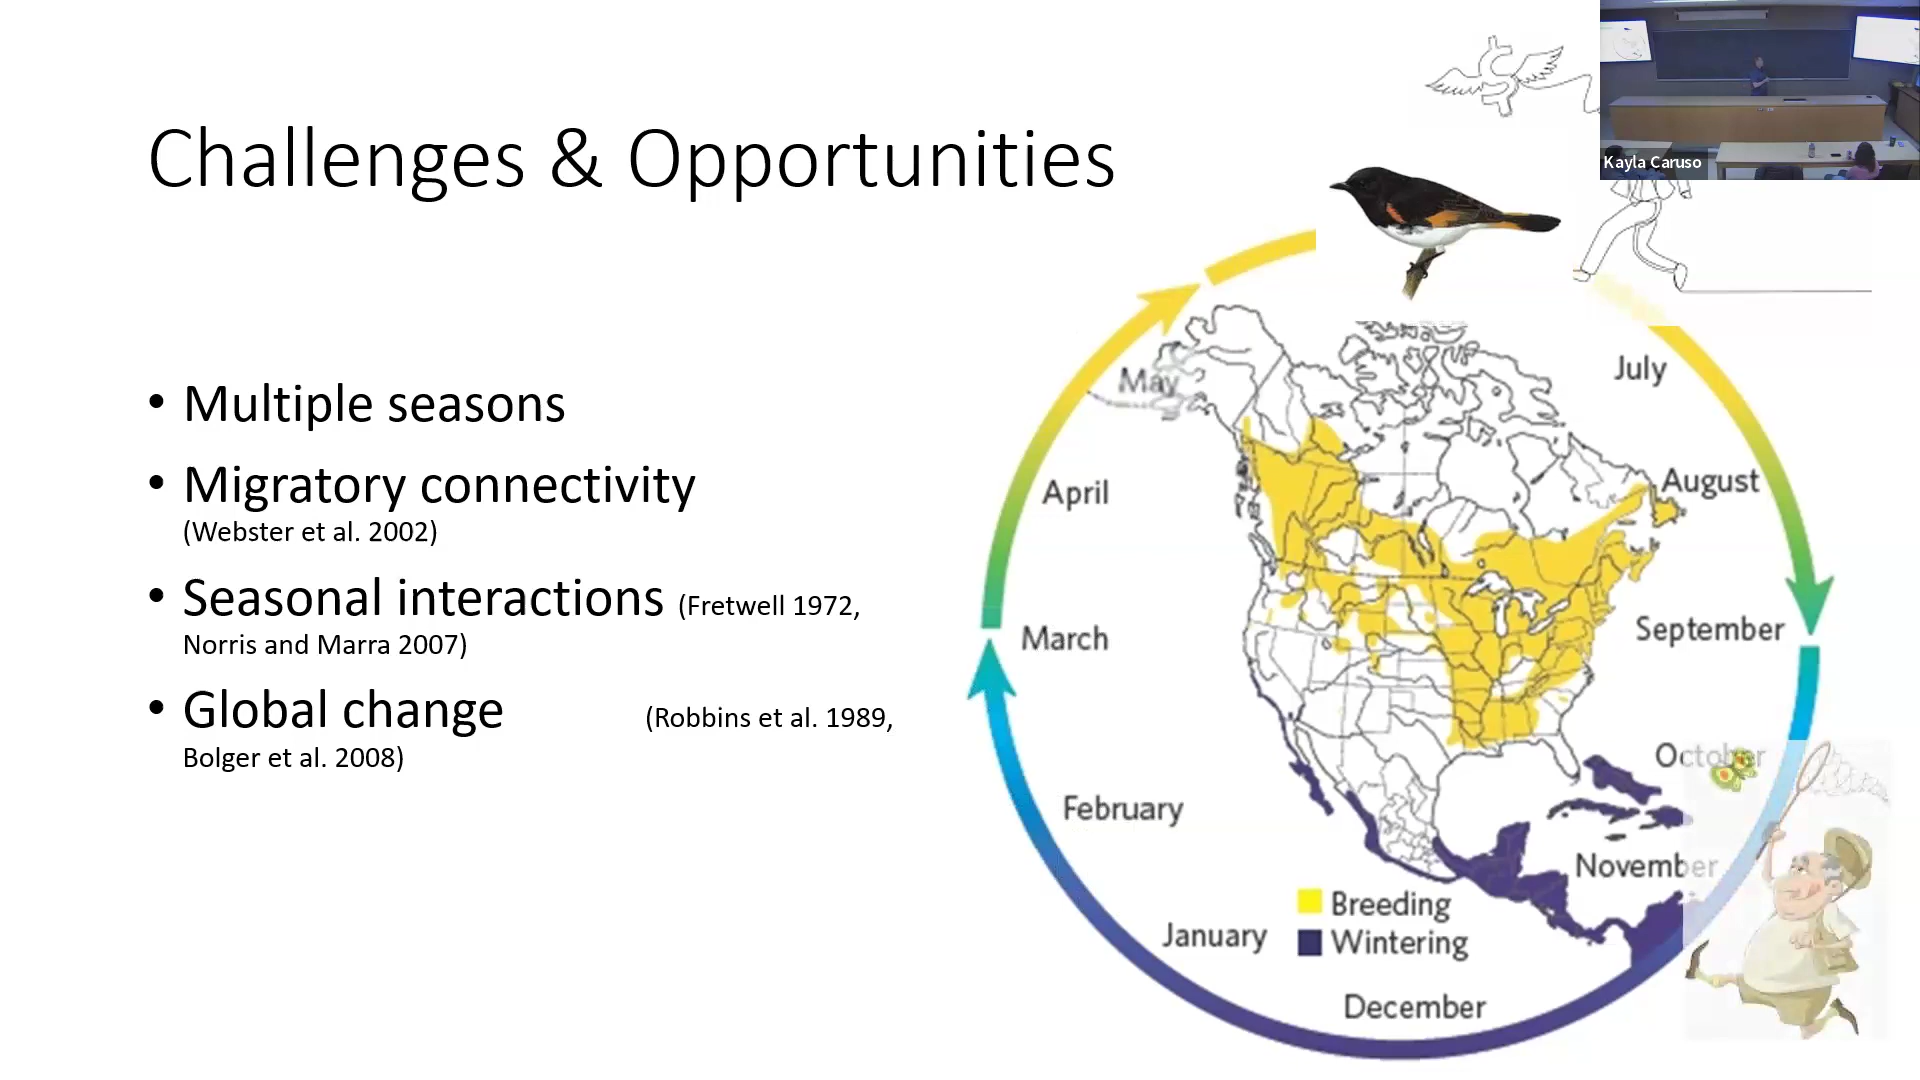 Challenges & Opportunities
Kayla Caruso
• Multiple seasons
• Migratory connectivity
(Webster et al. 2002)
• Seasonal interactions (Fretwell 1972,
Norris and Marra 2007)
• Global change (Robbins et al. 1989,
Bolger et al. 2008)
May
July
April
August
March
September
October
February
November
Breeding
January
Wintering
December